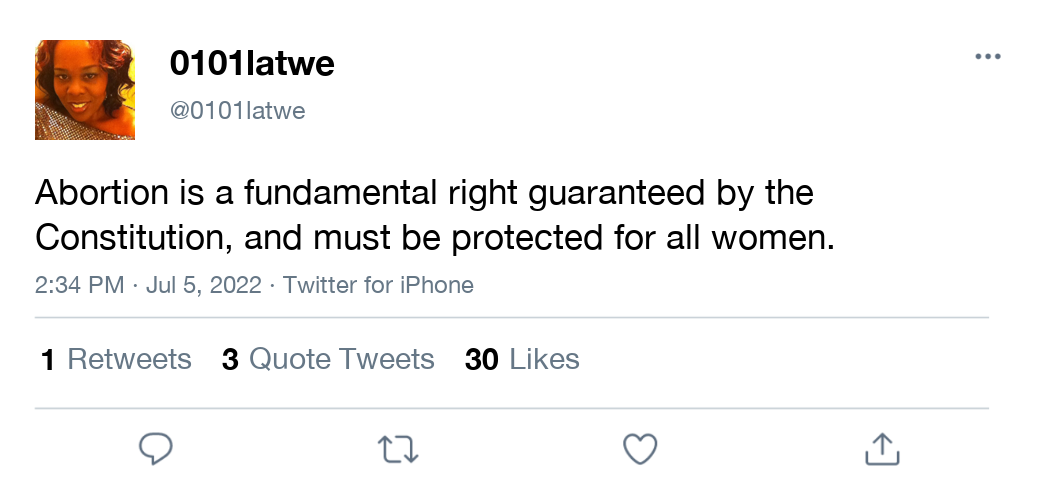 0101latwe
@0101latwe
Abortion is a fundamental right guaranteed by the
Constitution, and must be protected for all women.
2:34 PM · Jul 5, 2022 · Twitter for iPhone
1 Retweets 3 Quote Tweets 30 Likes